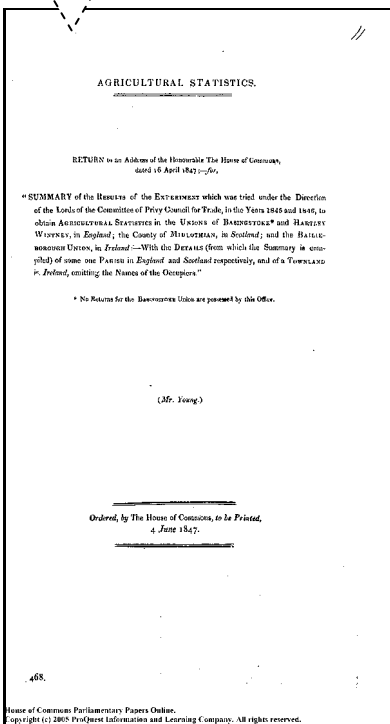 11
AGRICULTURAL STATISTICS.
RETURN to an Address of the Honourable The House of Commons,
dated 16 April 1847;—for,
"SUMMARY of the RESULTS of the EXPERIMENT which was tried under the Direction
of the Lords of the Committee of Privy Council for Trade, in the Years 1845 and 1846, to
obtain AGRICULTURAL STATISTICS in the UNIONS of BASINGSTOKE* and HARTLEY
WINTNEY, in England; the County of MIDLOTHIAN, in Scotland; and the BAILIE-
BOROUGH UNION, in Ireland:—With the DETAILS (from which the Summary is com-
piled) of some one PARISH in England and Scotland respectively, and of a TOWNLAND
in Ireland, omitting the Names of the Occupiers."
* No Returns for the BASINGSTOKE Union are possessed by this Office.
(Mr. Young.)
Ordered, by The House of Commons, to be Printed,
4 June 1847.
468.
House of Commons Parliamentary Papers Online.
Copyright (c) 2005 ProQuest Information and Learning Company. All rights reserved.